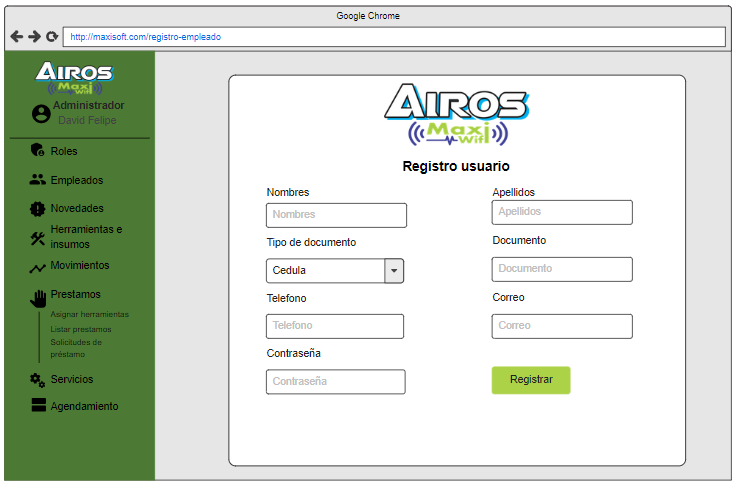 Google Chrome
http://maxisoft.com/registro-empleado
AIROS
Maxi
Wifi
Administrador
David Felipe
Roles
Empleados
Novedades
Herramientas e
insumos
Movimientos
Prestamos
Asignar herramientas
Listar prestamos
Solicitudes de
préstamo
Servicios
Agendamiento
AIROS
Maxi
Wifi
Registro usuario
Nombres
Nombres
Apellidos
Apellidos
Tipo de documento
Cedula
Documento
Documento
Telefono
Telefono
Correo
Correo
Contraseña
Contraseña
Registrar